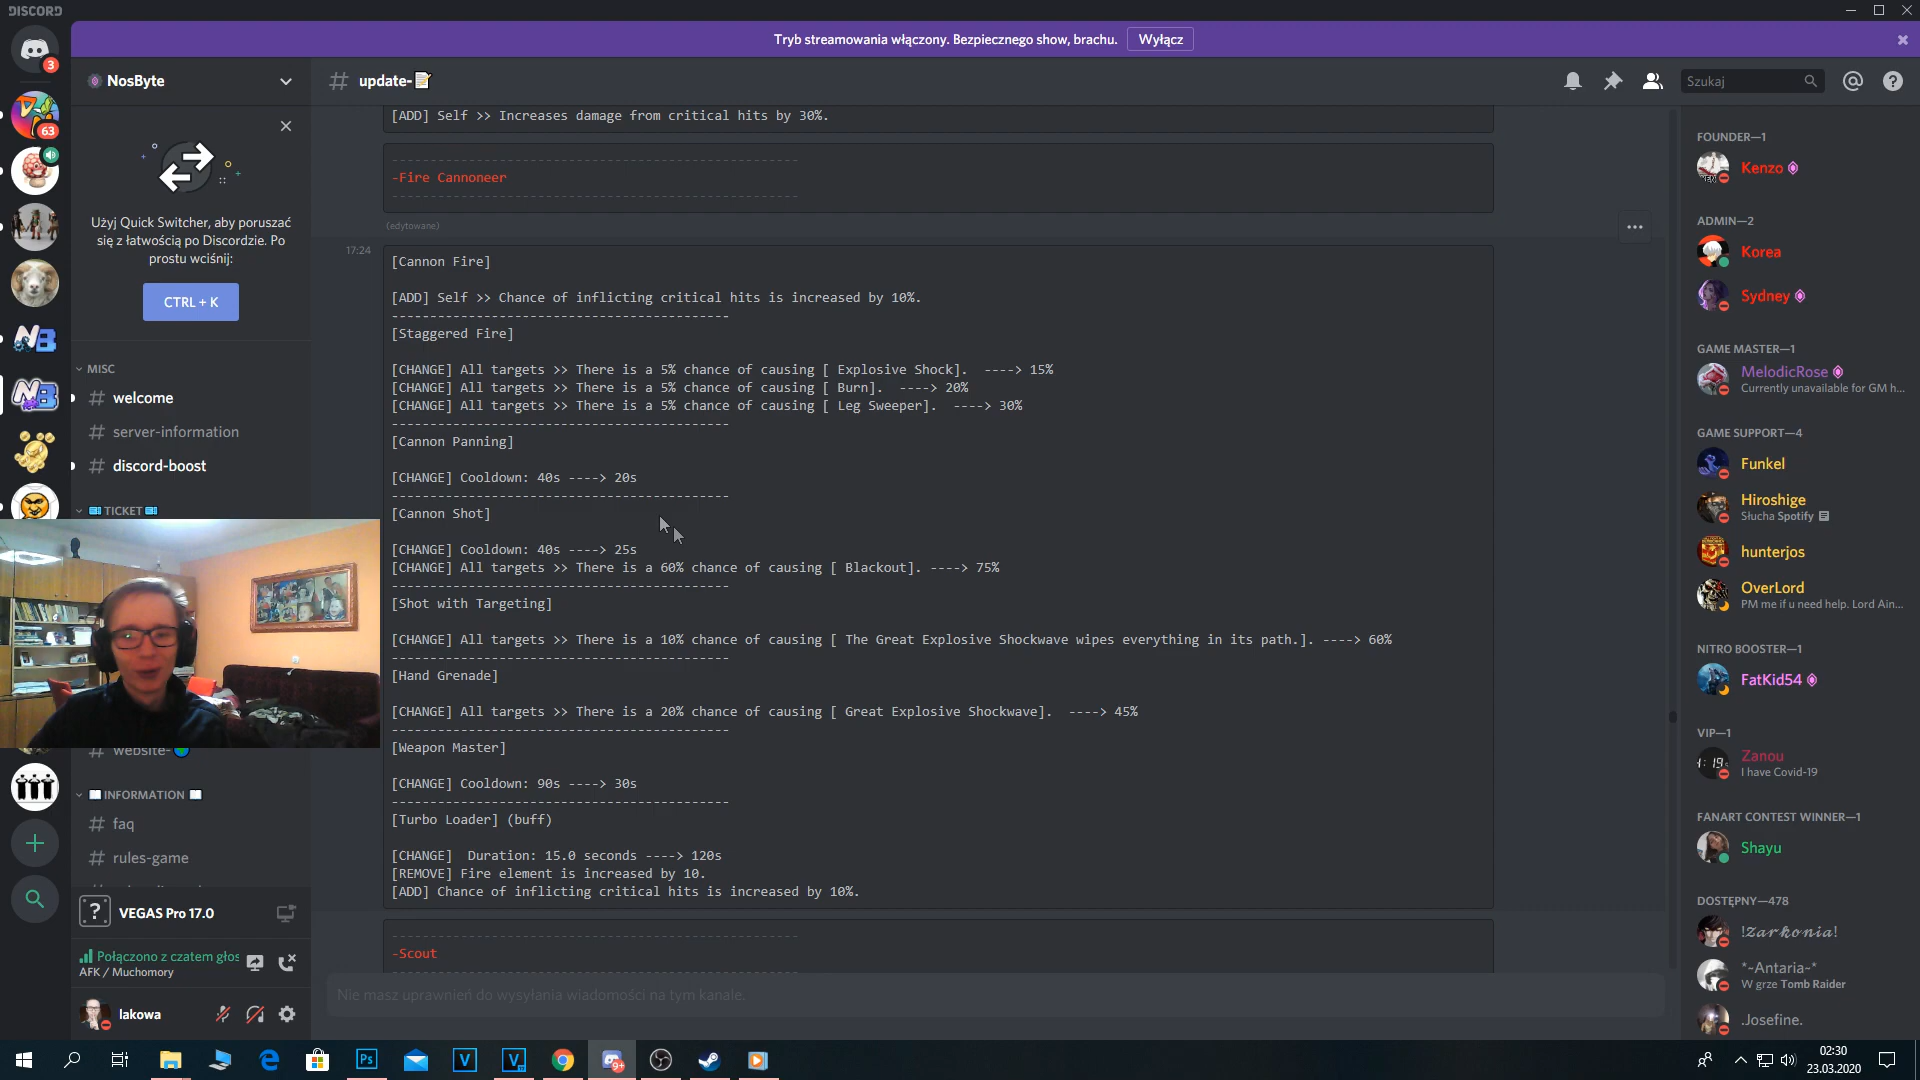 DISCORD
Tryb streamowania włączony. Bezpiecznego show, brachu.
Wyłącz
3
63
NosByte
update-
Szukaj
Użyj Quick Switcher, aby poruszać
się z łatwością po Discordzie. Po
prostu wciśnij:
CTRL + K
MISC
welcome
server-information
discord-boost
TICKET
website-
INFORMATION
faq
rules-game
VEGAS Pro 17.0
Połączono z czatem głos
AFK / Muchomory
lakowa
[ADD] Self >> Increases damage from critical hits by 30%.
-----------------------------------------------------
-Fire Cannoneer
-----------------------------------------------------
(edytowane)
17:24
[Cannon Fire]
[ADD] Self >> Chance of inflicting critical hits is increased by 10%.
--------------------------------------------
[Staggered Fire]
[CHANGE] All targets >> There is a 5% chance of causing [ Explosive Shock].  ----> 15%
[CHANGE] All targets >> There is a 5% chance of causing [ Burn].  ----> 20%
[CHANGE] All targets >> There is a 5% chance of causing [ Leg Sweeper].  ----> 30%
--------------------------------------------
[Cannon Panning]
[CHANGE] Cooldown: 40s ----> 20s
--------------------------------------------
[Cannon Shot]
[CHANGE] Cooldown: 40s ----> 25s
[CHANGE] All targets >> There is a 60% chance of causing [ Blackout]. ----> 75%
--------------------------------------------
[Shot with Targeting]
[CHANGE] All targets >> There is a 10% chance of causing [ The Great Explosive Shockwave wipes everything in its path.]. ----> 60%
--------------------------------------------
[Hand Grenade]
[CHANGE] All targets >> There is a 20% chance of causing [ Great Explosive Shockwave].  ----> 45%
--------------------------------------------
[Weapon Master]
[CHANGE] Cooldown: 90s ----> 30s
--------------------------------------------
[Turbo Loader] (buff)
[CHANGE]  Duration: 15.0 seconds ----> 120s
[REMOVE] Fire element is increased by 10.
[ADD] Chance of inflicting critical hits is increased by 10%.
-----------------------------------------------------
-Scout
-----------------------------------------------------
Nie masz uprawnień do wysyłania wiadomości na tym kanale.
FOUNDER—1
Kenzo
ADMIN—2
Korea
Sydney
GAME MASTER—1
MelodicRose
Currently unavailable for GM h...
GAME SUPPORT—4
Funkel
Hiroshige
Słucha Spotify
hunterjos
OverLord
PM me if u need help. Lord Ain...
NITRO BOOSTER—1
FatKid54
VIP—1
Zanou
I have Covid-19
FANART CONTEST WINNER—1
Shayu
DOSTĘPNY—478
!𝓩𝓪𝓻𝓴𝓸𝓷𝓲𝓪!
*~Antaria~*
W grze Tomb Raider
.Josefine.
Ps
V
V
9+
02:30
23.03.2020